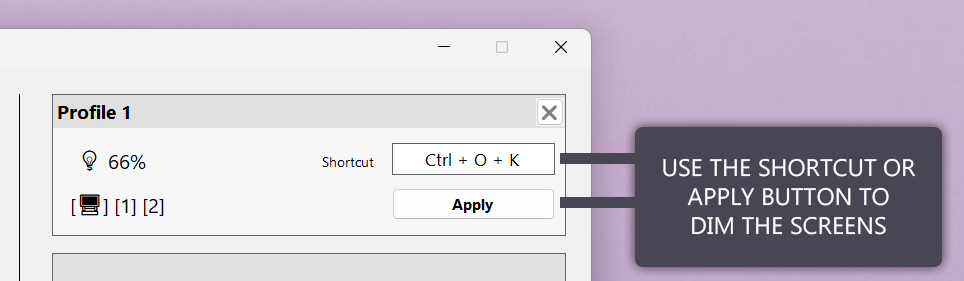 Profile 1
66%
Shortcut
Ctrl + O + K
[ ] [1] [2]
Apply
USE THE SHORTCUT OR
APPLY BUTTON TO
DIM THE SCREENS